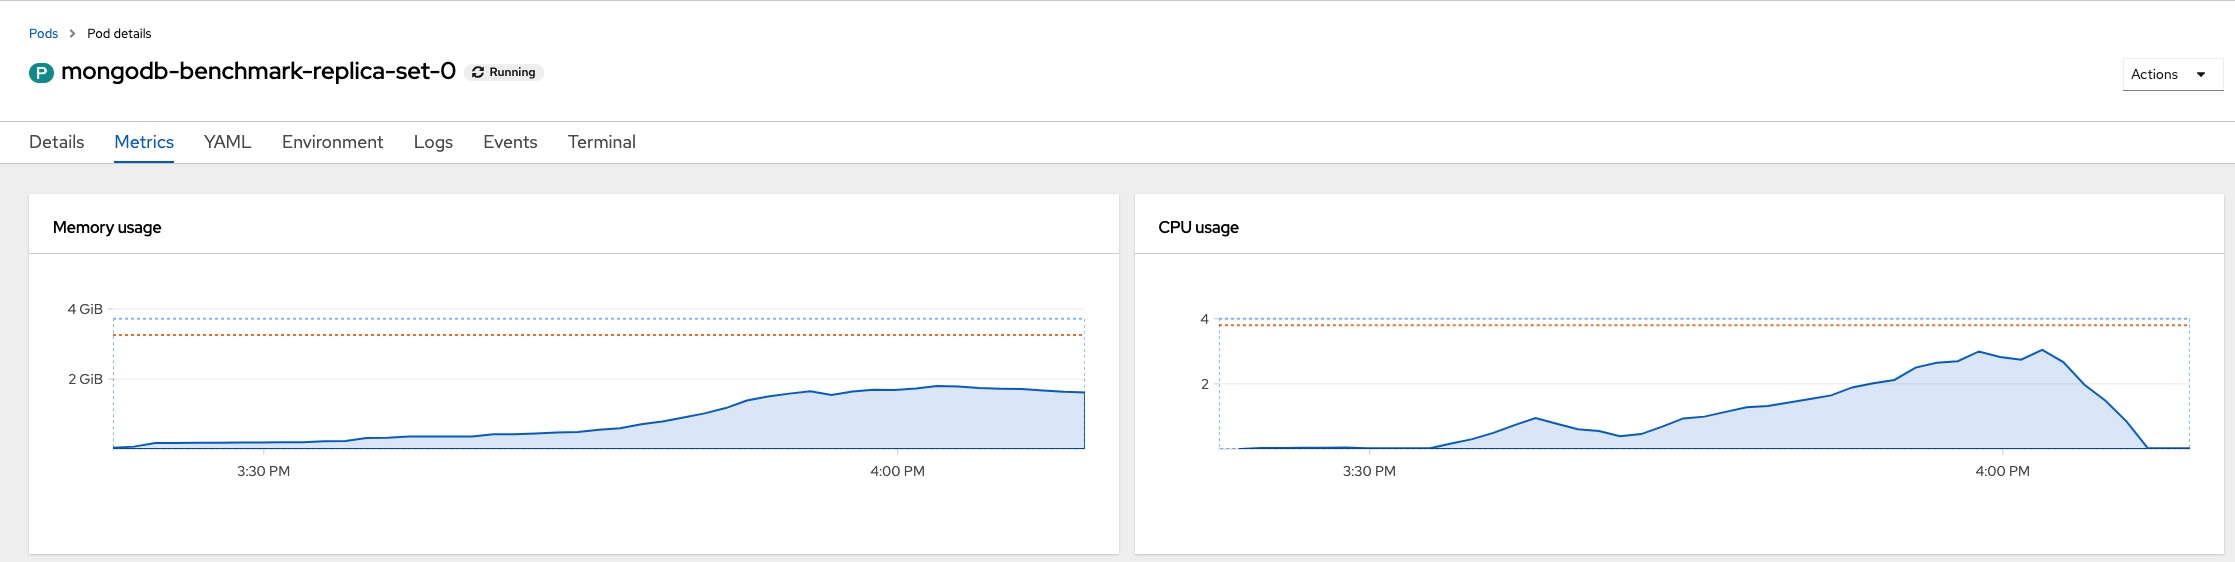 Pods > Pod details
P mongodb-benchmark-replica-set-0 Running
Actions
Details Metrics YAML Environment Logs Events Terminal
Memory usage
4 GiB
2 GiB
3:30 PM 4:00 PM
CPU usage
4
2
3:30 PM 4:00 PM